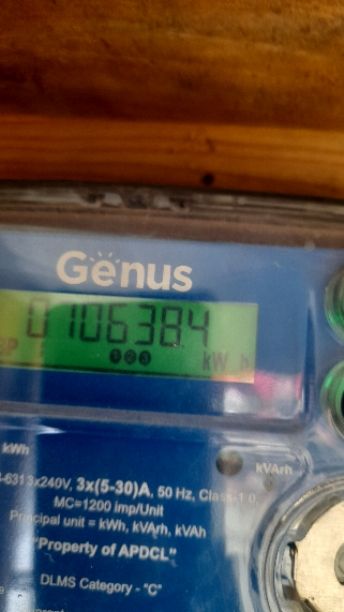 Genus
0106384
kW h
kWh
kVArh
3x240V, 3x(5-30)A, 50 Hz, Class-1.0,
MC=1200 imp/Unit
Principal unit = kWh, kVArh, kVAh
"Property of APDCL"
DLMS Category - "C"